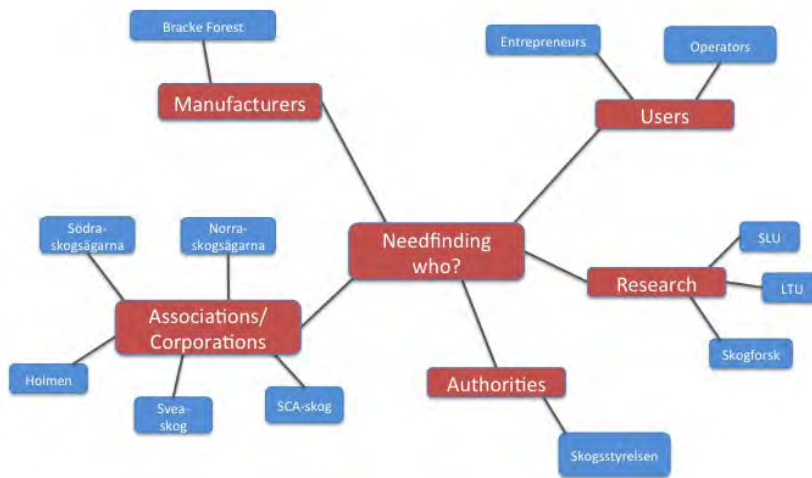 Bracke Forest
Manufacturers
Entrepreneurs
Operators
Users
Södra-
skogsägarna
Norra-
skogsägarna
Needfinding
who?
SLU
Research
LTU
Skogforsk
Associations/
Corporations
Holmen
Svea-
skog
SCA-skog
Authorities
Skogsstyrelsen